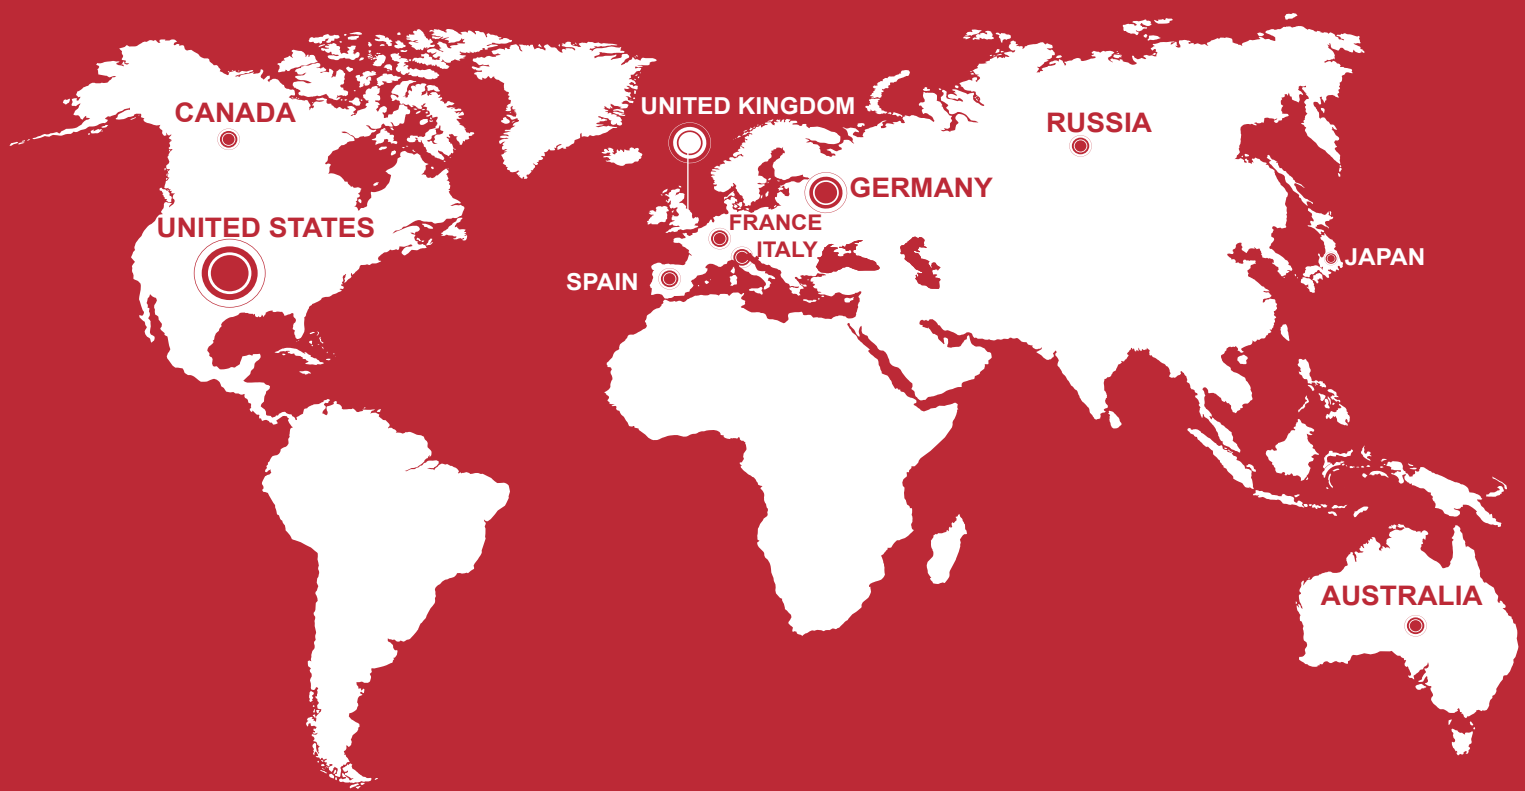 CANADA
UNITED KINGDOM
RUSSIA
GERMANY
UNITED STATES
FRANCE
ITALY
JAPAN
SPAIN
AUSTRALIA